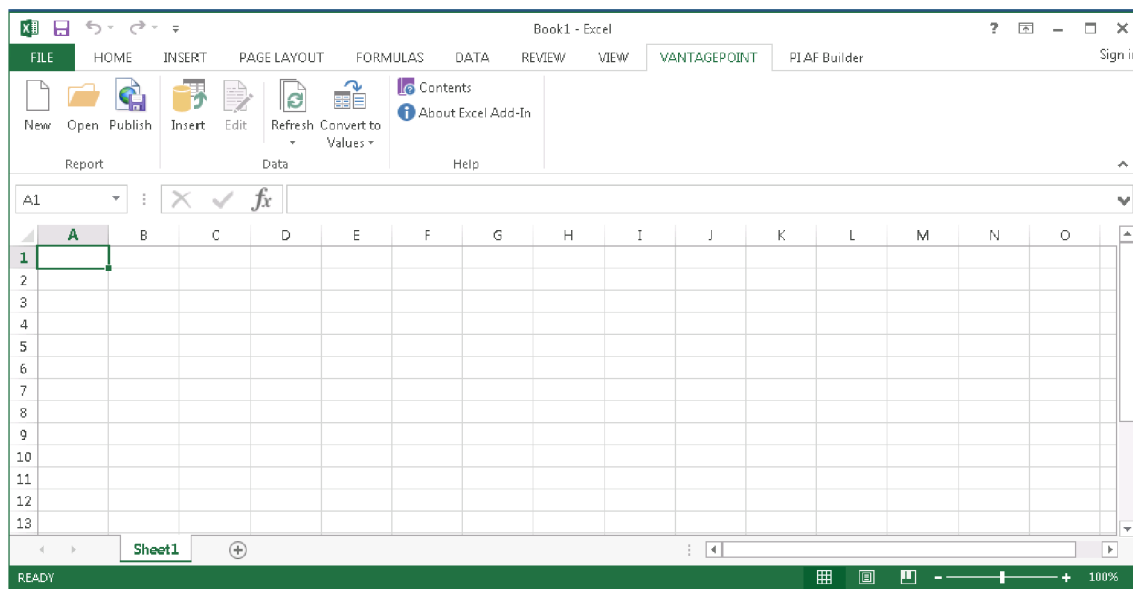 Book1 - Excel
?
FILE HOME INSERT PAGE LAYOUT FORMULAS DATA REVIEW VIEW VANTAGEPOINT PI AF Builder Sign i
New Open Publish Insert Edit Refresh Convert to
Values
Contents
About Excel Add-In
Report Data Help
A1 fx
A B C D E F G H I J K L M N O
1
2
3
4
5
6
7
8
9
10
11
12
13
Sheet1
READY 100%